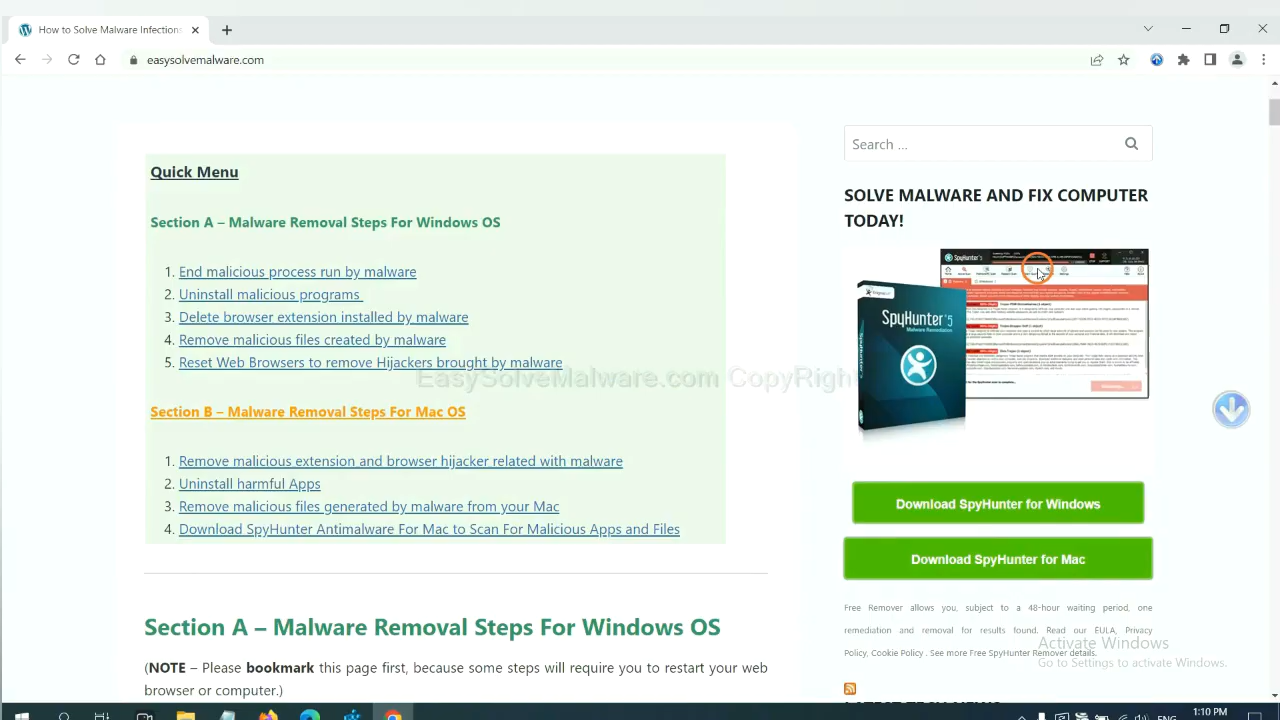 How to Solve Malware Infection
easysolvemalware.com
Quick Menu
Section A – Malware Removal Steps For Windows OS
1. End malicious process run by malware
2. Uninstall malicious programs
3. Delete browser extension installed by malware
4. Remove malicious files created by malware
5. Reset Web Browser to remove Hijackers brought by malware
Section B – Malware Removal Steps For Mac OS
1. Remove malicious extension and browser hijacker related with malware
2. Uninstall harmful Apps
3. Remove malicious files generated by malware from your Mac
4. Download SpyHunter Antimalware For Mac to Scan For Malicious Apps and Files
Section A – Malware Removal Steps For Windows OS
(NOTE – Please bookmark this page first, because some steps will require you to restart your web
browser or computer.)
Search ...
SOLVE MALWARE AND FIX COMPUTER
TODAY!
SpyHunter 5
SpyHunter 5
Malware Remediation
Download SpyHunter for Windows
Download SpyHunter for Mac
Free Remover allows you, subject to a 48-hour waiting period, one
remediation and removal for results found. Read our EULA, Privacy
Policy, Cookie Policy . See more Free SpyHunter Remover details.
Activate Windows
Go to Settings to activate Windows.
ENG
1:10 PM